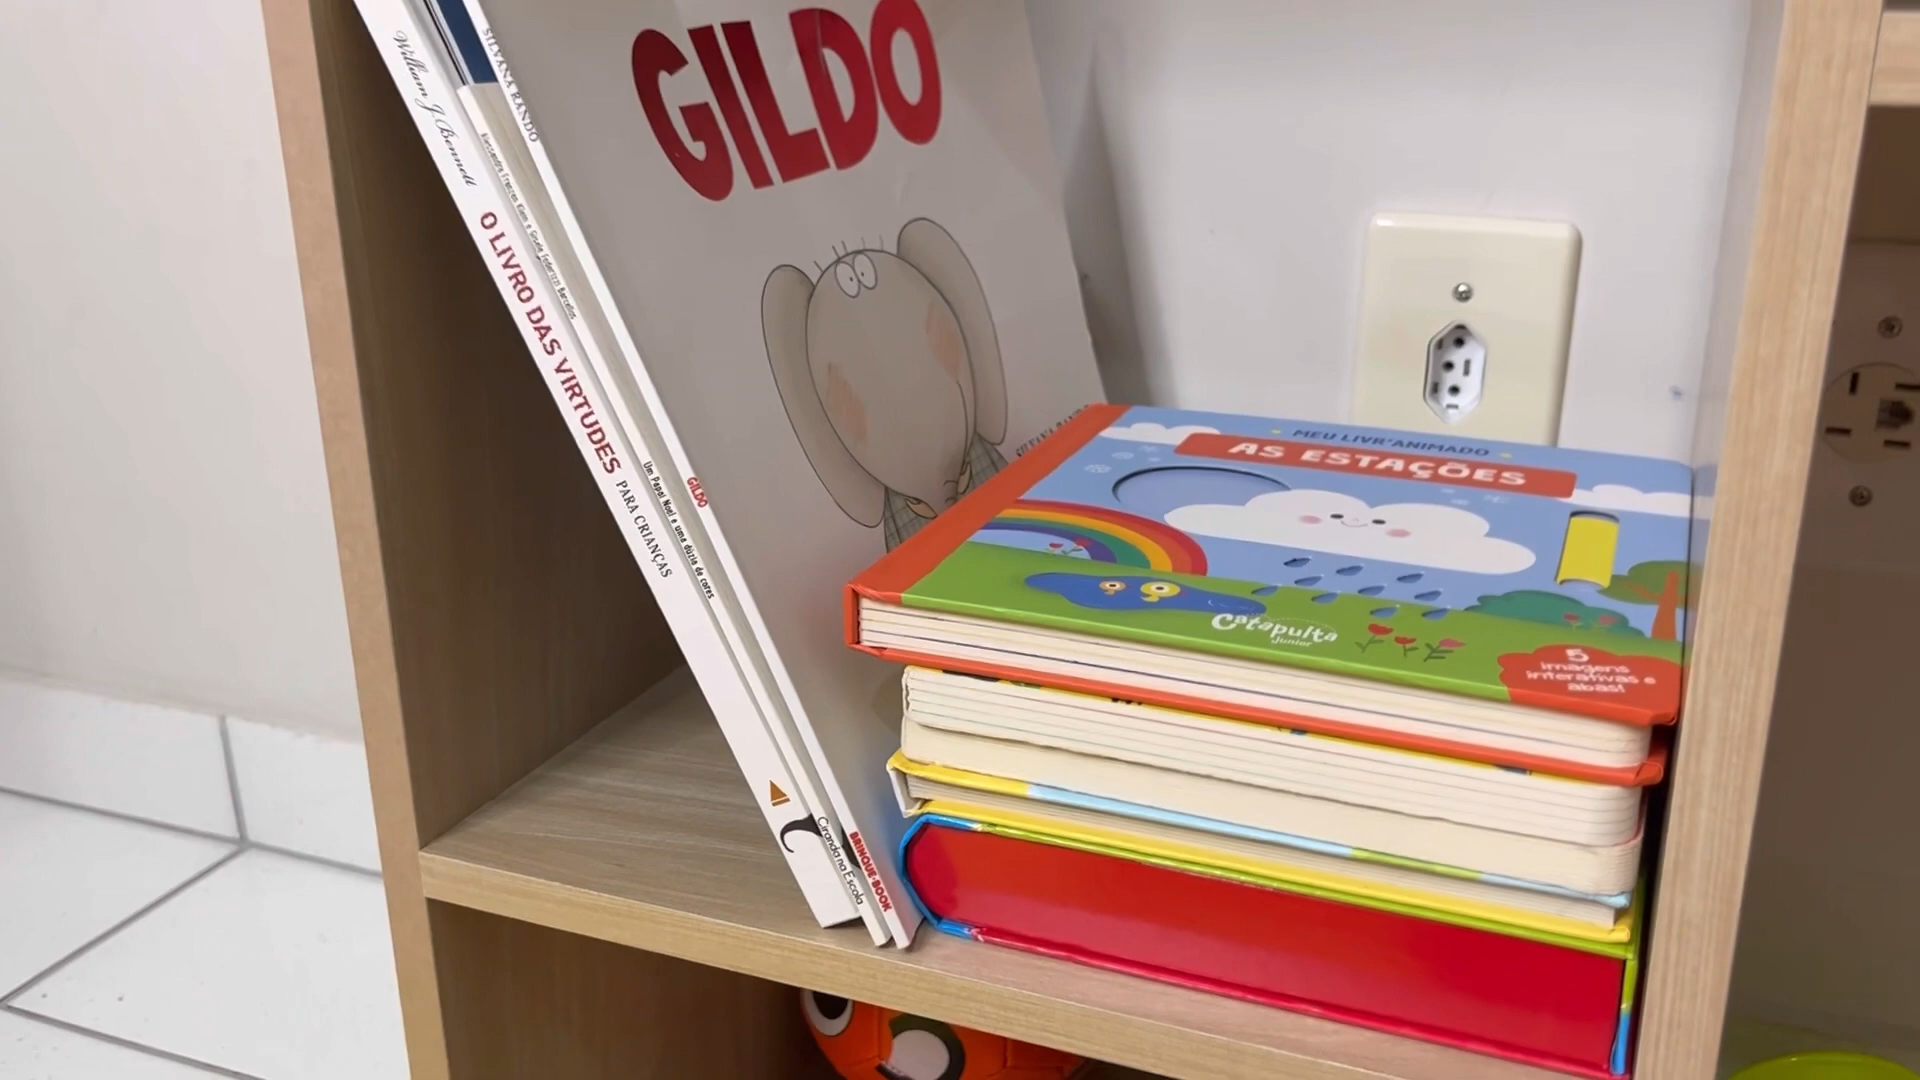 William J. Bennett
O LIVRO DAS VIRTUDES
PARA CRIANÇAS
Um Papai Noel e uma dúzia de cores
Ciranda na Escola
SILVANA RANDO
GILDO
BRINQUE-BOOK
GILDO
MEU LIVR'ANIMADO
AS ESTAÇÕES
Catapulta
Junior
5
imagens
interativas e
abas!